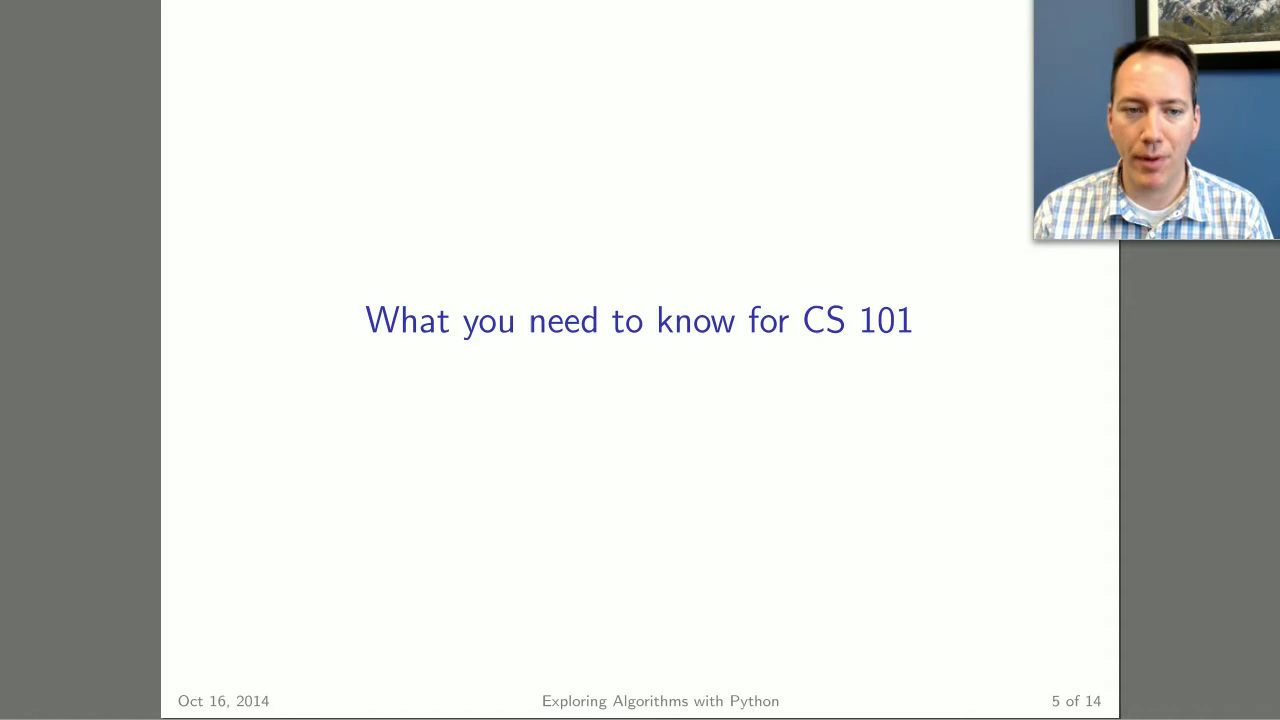 What you need to know for CS 101
Oct 16, 2014
Exploring Algorithms with Python
5 of 14